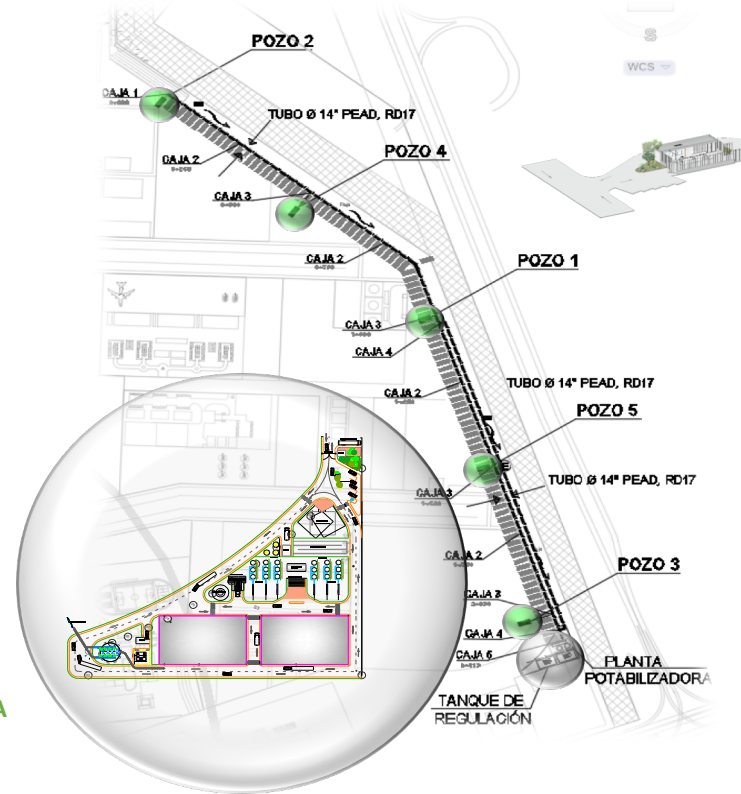 S
WCS
POZO 2
CAJA 1
TUBO Ø 14" PEAD, RD17
CAJA 2
POZO 4
CAJA 3
CAJA 2
POZO 1
CAJA 3
CAJA 4
CAJA 2
TUBO Ø 14" PEAD, RD17
POZO 5
TUBO Ø 14" PEAD, RD17
CAJA 3
CAJA 2
POZO 3
CAJA 3
CAJA 4
CAJA 5
PLANTA
POTABILIZADORA
TANQUE DE
REGULACIÓN
A